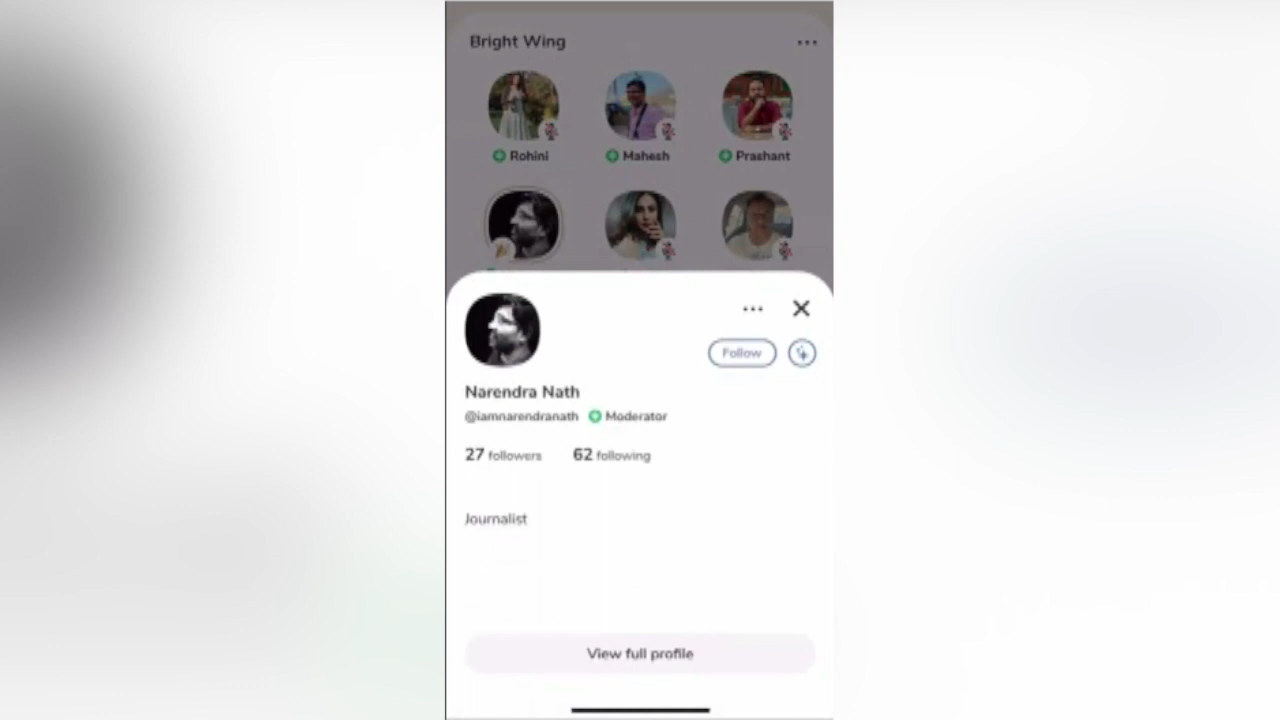 Bright Wing
Rohini Mahesh Prashant
Follow
Narendra Nath
@iamnarendranath Moderator
27 followers 62 following
Journalist
View full profile